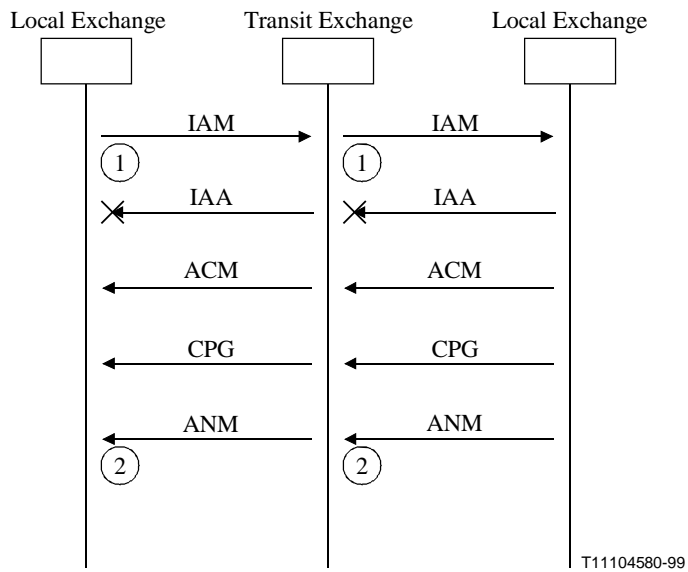 Local Exchange Transit Exchange Local Exchange
IAM IAM
1 1
IAA IAA
ACM ACM
CPG CPG
ANM ANM
2 2
T11104580-99